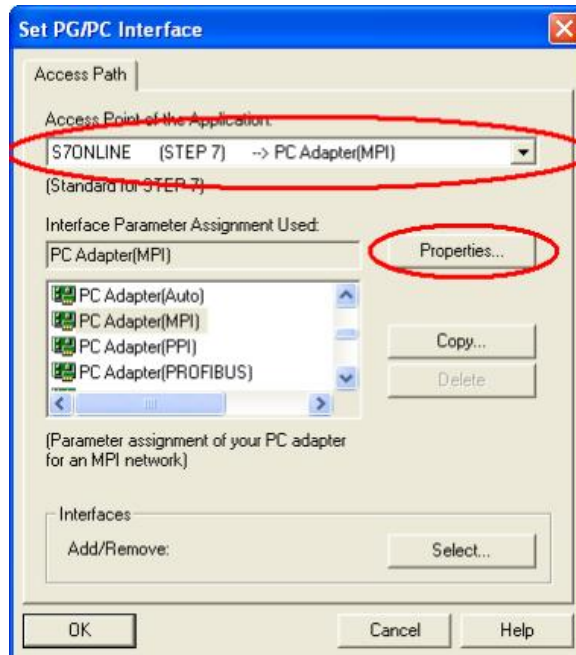 Set PG/PC Interface
Access Path
Access Point of the Application:
S7ONLINE (STEP 7) --> PC Adapter(MPI)
(Standard for STEP 7)
Interface Parameter Assignment Used:
PC Adapter(MPI)
Properties...
PC Adapter(Auto)
PC Adapter(MPI)
PC Adapter(PPI)
PC Adapter(PROFIBUS)
Copy...
Delete
(Parameter assignment of your PC adapter
for an MPI network)
Interfaces
Add/Remove:
Select...
OK
Cancel
Help